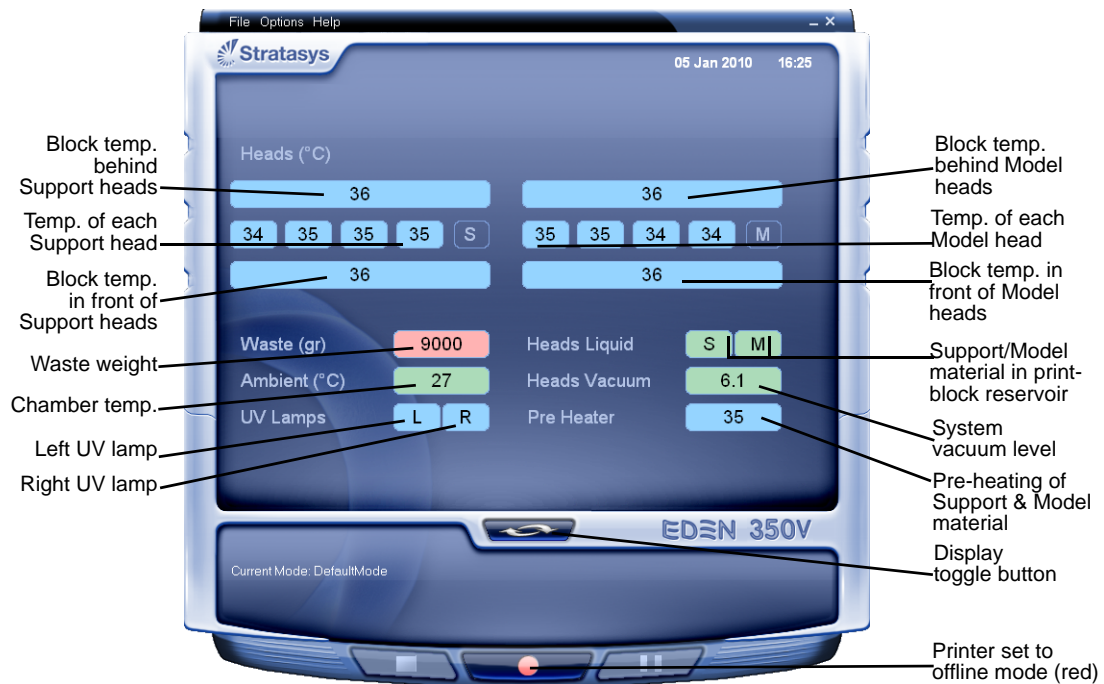 File Options Help
Stratasys
05 Jan 2010 16:25
Block temp.
behind
Support heads
Temp. of each
Support head
Block temp.
in front of
Support heads
Waste weight
Chamber temp.
Left UV lamp
Right UV lamp
Heads (°C)
36 36
34 35 35 35 S 35 35 34 34 M
36 36
Waste (gr) 9000 Heads Liquid S M
Ambient (°C) 27 Heads Vacuum 6.1
UV Lamps L R Pre Heater 35
EDEN 350V
Current Mode: DefaultMode
Block temp.
behind Model
heads
Temp. of each
Model head
Block temp. in
front of Model
heads
Support/Model
material in print-
block reservoir
System
vacuum level
Pre-heating of
Support & Model
material
Display
toggle button
Printer set to
offline mode (red)